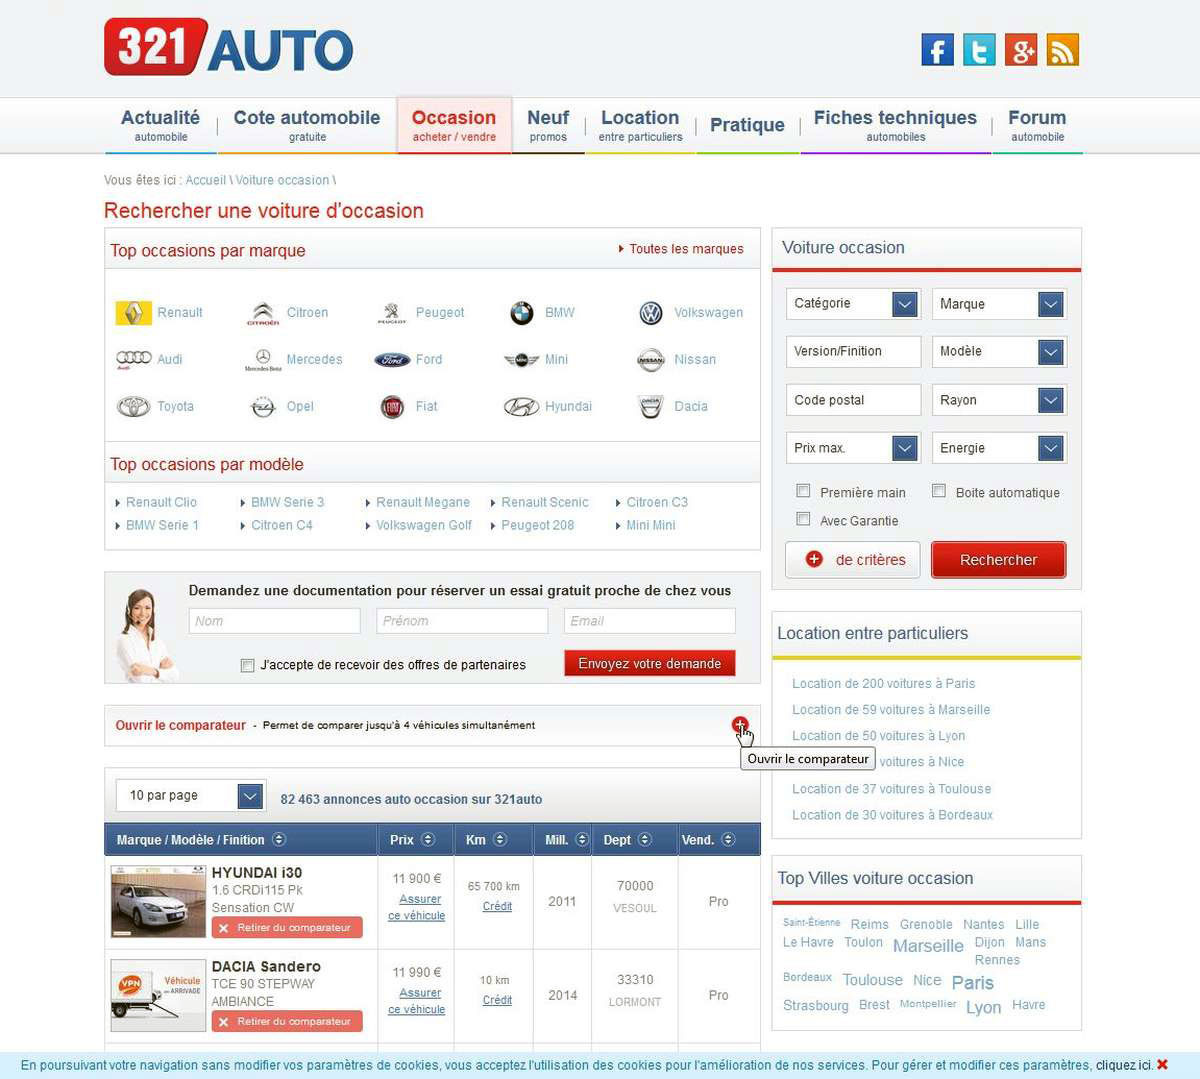 321 AUTO
Actualité
automobile
Cote automobile
gratuite
Occasion
acheter / vendre
Neuf
promos
Location
entre particuliers
Pratique
Fiches techniques
automobiles
Forum
automobile
Vous êtes ici : Accueil \ Voiture occasion \
Rechercher une voiture d'occasion
Top occasions par marque
Toutes les marques
Renault
Citroen
Peugeot
BMW
Volkswagen
Audi
Mercedes
Ford
Mini
Nissan
Toyota
Opel
Fiat
Hyundai
Dacia
Top occasions par modèle
Renault Clio
BMW Serie 3
Renault Megane
Renault Scenic
Citroen C3
BMW Serie 1
Citroen C4
Volkswagen Golf
Peugeot 208
Mini Mini
Demandez une documentation pour réserver un essai gratuit proche de chez vous
Nom
Prénom
Email
J'accepte de recevoir des offres de partenaires
Envoyez votre demande
Ouvrir le comparateur - Permet de comparer jusqu'à 4 véhicules simultanément
Ouvrir le comparateur
10 par page
82 463 annonces auto occasion sur 321auto
Marque / Modèle / Finition
Prix
Km
Mill.
Dept
Vend.
HYUNDAI i30
1.6 CRDi115 Pk
Sensation CW
Retirer du comparateur
11 900 €
Assurer
ce véhicule
65 700 km
Crédit
2011
70000
VESOUL
Pro
VPN
Véhicule
en ARRIVAGE
DACIA Sandero
TCE 90 STEPWAY
AMBIANCE
Retirer du comparateur
11 990 €
Assurer
ce véhicule
10 km
Crédit
2014
33310
LORMONT
Pro
Voiture occasion
Catégorie
Marque
Version/Finition
Modèle
Code postal
Rayon
Prix max.
Energie
Première main
Boite automatique
Avec Garantie
de critères
Rechercher
Location entre particuliers
Location de 200 voitures à Paris
Location de 59 voitures à Marseille
Location de 50 voitures à Lyon
voitures à Nice
Location de 37 voitures à Toulouse
Location de 30 voitures à Bordeaux
Top Villes voiture occasion
Saint-Étienne Reims Grenoble Nantes Lille
Le Havre Toulon Marseille Dijon Mans
Rennes
Bordeaux Toulouse Nice Paris
Strasbourg Brest Montpellier Lyon Havre
En poursuivant votre navigation sans modifier vos paramètres de cookies, vous acceptez l'utilisation des cookies pour l'amélioration de nos services. Pour gérer et modifier ces paramètres, cliquez ici.